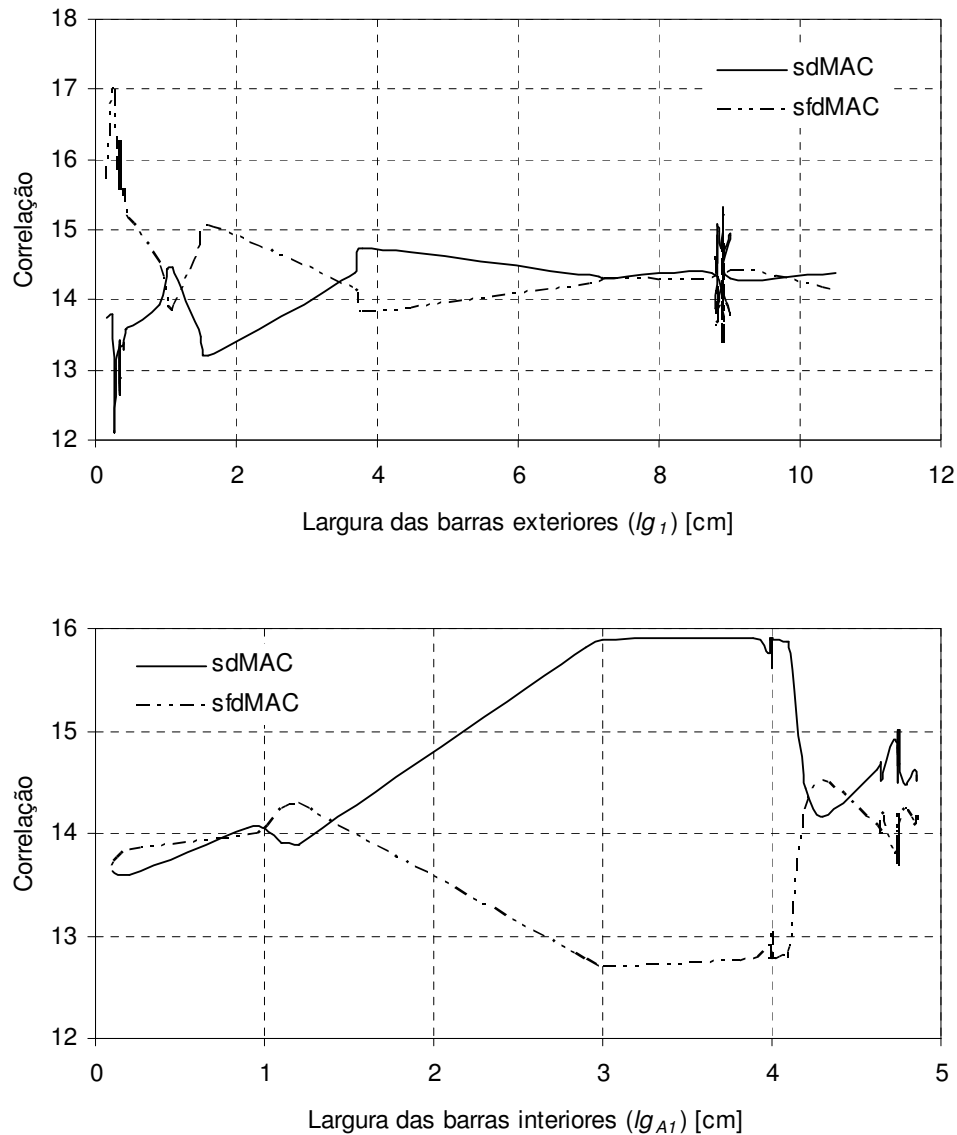 18
17
16
15
14
13
12
Correlação
sdMAC
sfdMAC
0 2 4 6 8 10 12
Largura das barras exteriores (lg1) [cm]
16
15
14
13
12
Correlação
sdMAC
sfdMAC
0 1 2 3 4 5
Largura das barras interiores (lgA1) [cm]